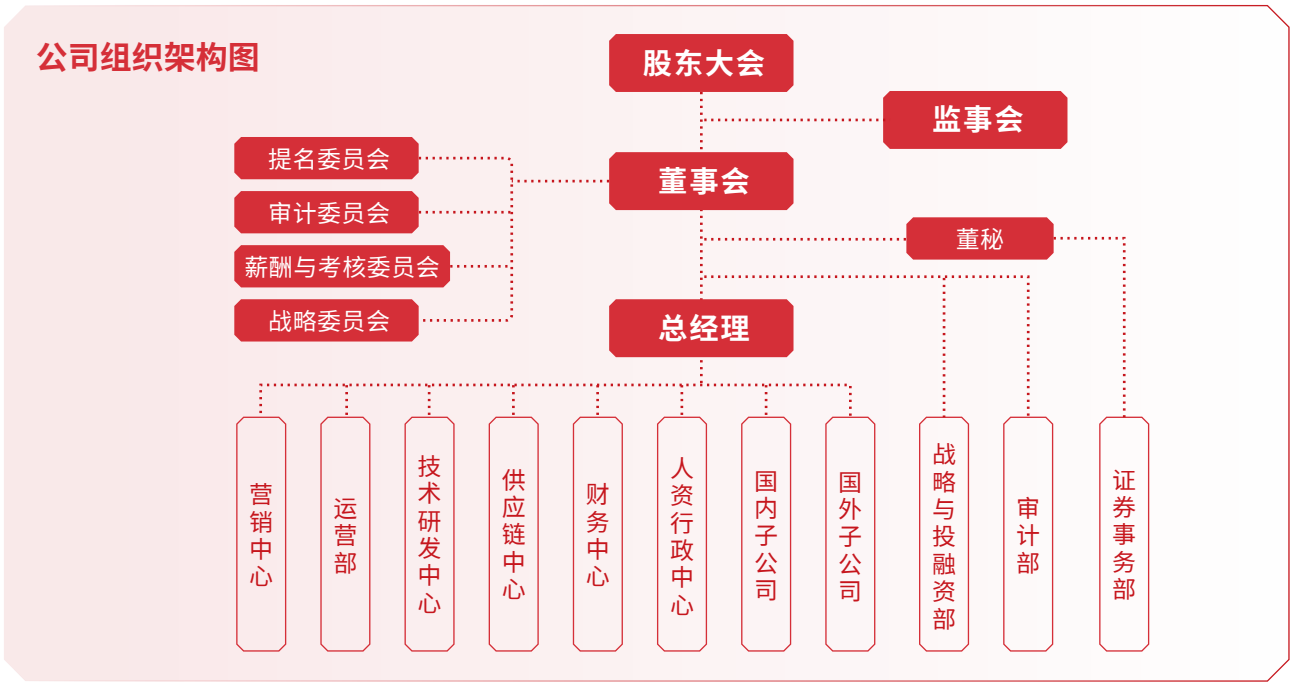 公司组织架构图
股东大会
监事会
董事会
提名委员会
审计委员会
薪酬与考核委员会
战略委员会
董秘
总经理
营销中心
运营部
技术研发中心
供应链中心
财务中心
人资行政中心
国内子公司
国外子公司
战略与投融资部
审计部
证券事务部